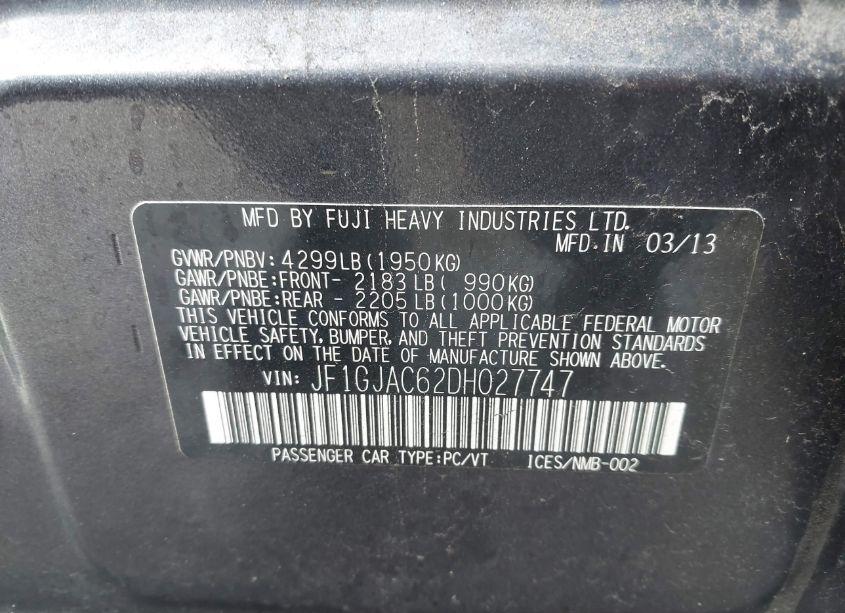 MFD BY FUJI HEAVY INDUSTRIES LTD.
MFD.IN 03/13
GVWR/PNBV: 4299LB(1950KG)
GAWR/PNBE:FRONT- 2183LB( 990KG)
GAWR/PNBE:REAR - 2205LB(1000KG)
THIS VEHICLE CONFORMS TO ALL APPLICABLE FEDERAL MOTOR
VEHICLE SAFETY, BUMPER, AND THEFT PREVENTION STANDARDS
IN EFFECT ON THE DATE OF MANUFACTURE SHOWN ABOVE.
VIN: JF1GJAC62DH027747
PASSENGER CAR TYPE:PC/VT ICES/NMB-002